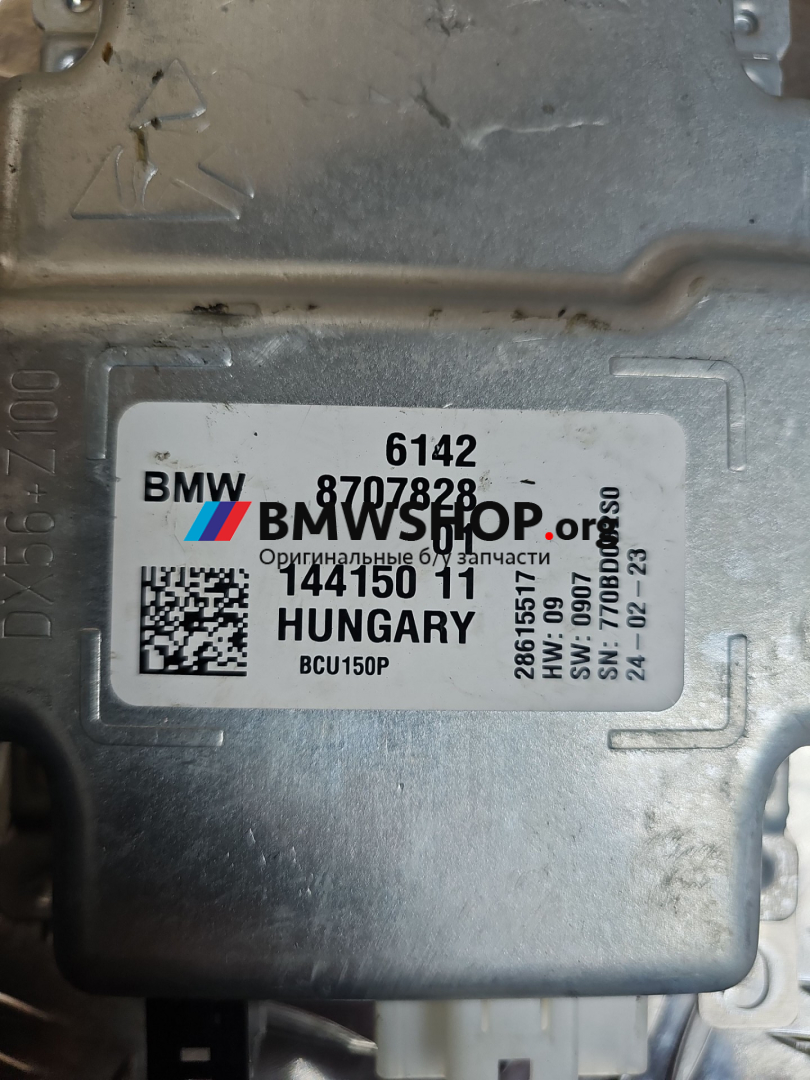 DX56+Z100
6142
BMW
8707828
01
BMWSHOP.org
Оригинальные б/у запчасти
144150 11
HUNGARY
BCU150P
28615517
HW: 09
SW: 0907
24-02-23